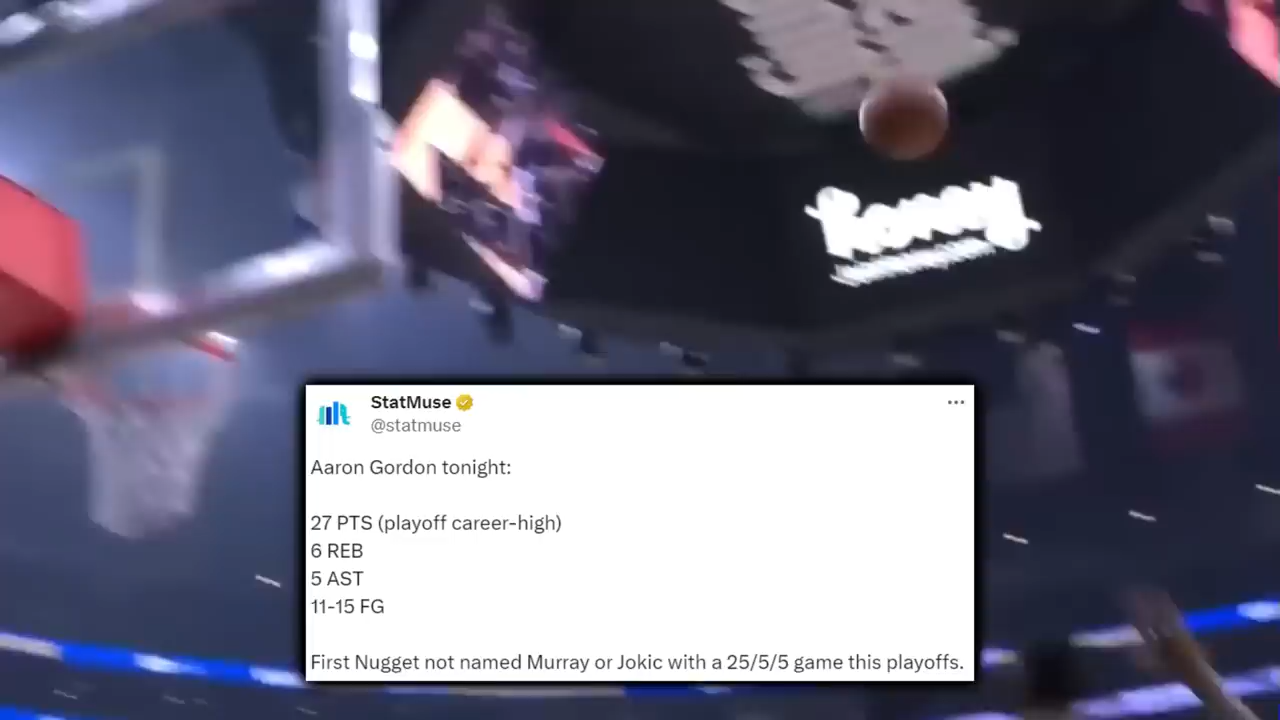 honey
StatMuse
@statmuse
Aaron Gordon tonight:
27 PTS (playoff career-high)
6 REB
5 AST
11-15 FG
First Nugget not named Murray or Jokic with a 25/5/5 game this playoffs.